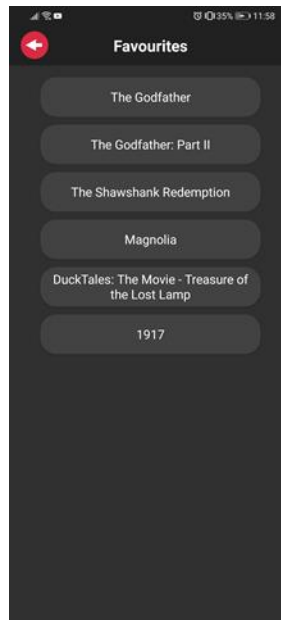 35% 11:58
Favourites
The Godfather
The Godfather: Part II
The Shawshank Redemption
Magnolia
DuckTales: The Movie - Treasure of
the Lost Lamp
1917